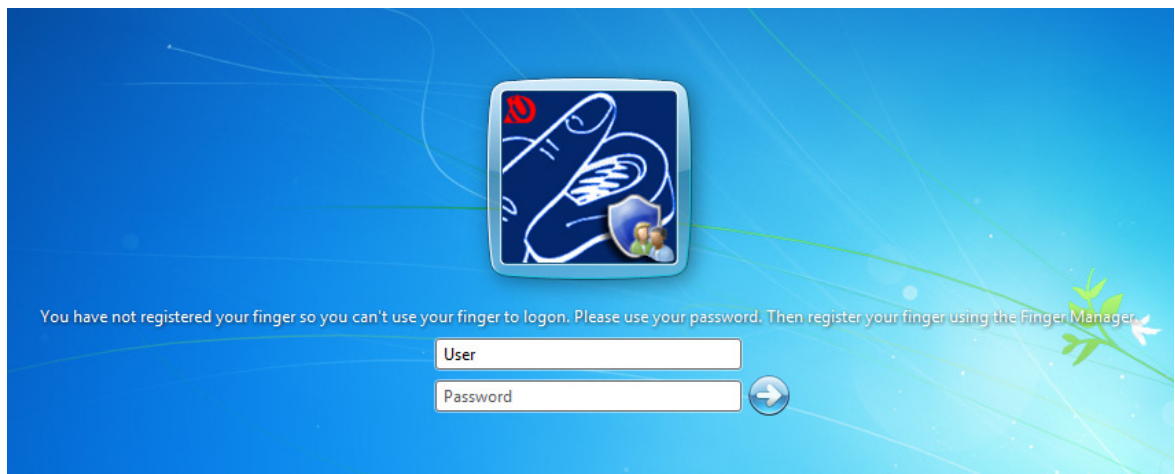 You have not registered your finger so you can't use your finger to logon. Please use your password. Then register your finger using the Finger Manager.
User
Password